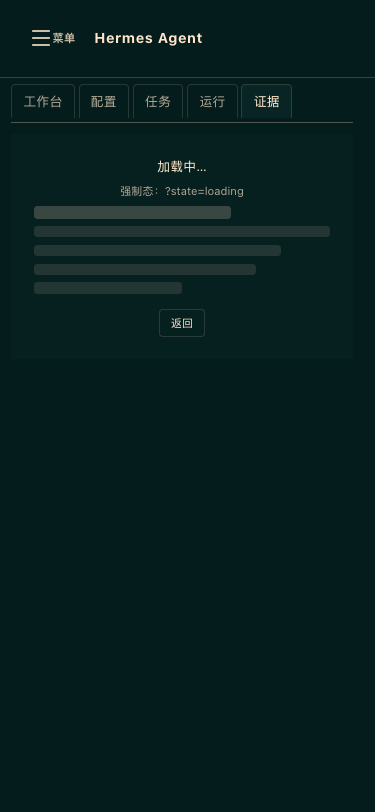 菜单 Hermes Agent
工作台 配置 任务 运行 证据
加载中...
强制态：?state=loading
返回